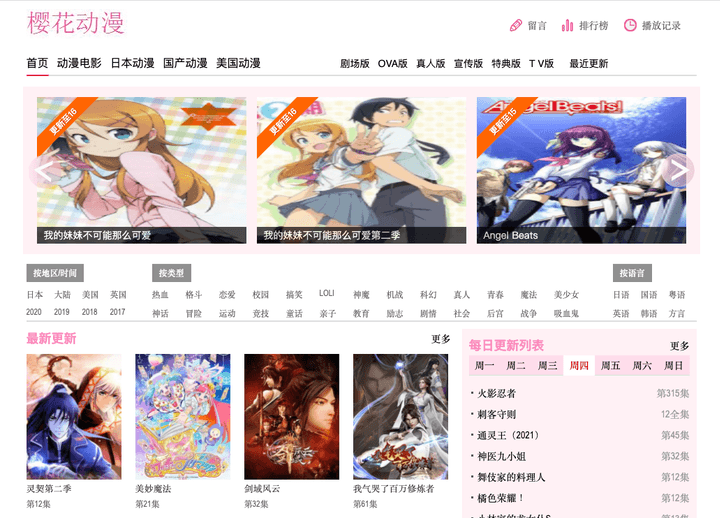 樱花动漫
留言 排行榜 播放记录
首页 动漫电影 日本动漫 国产动漫 美国动漫 剧场版 OVA版 真人版 宣传版 特典版 T V版 最近更新
更新至16 更新至16 更新至15
Angel Beats!
我的妹妹不可能那么可爱 我的妹妹不可能那么可爱第二季 Angel Beats
按地区/时间 按类型 按语言
日本 大陆 美国 英国 热血 格斗 恋爱 校园 搞笑 LOLI 神魔 机战 科幻 真人 青春 魔法 美少女 日语 国语 粤语
2020 2019 2018 2017 神话 冒险 运动 竞技 童话 亲子 教育 励志 剧情 社会 后宫 战争 吸血鬼 英语 韩语 方言
最新更新 更多
灵契第二季 美妙魔法 剑域风云 我气哭了百万修炼者
第12集 第21集 第32集 第61集
每日更新列表 更多
周一 周二 周三 周四 周五 周六 周日
· 火影忍者 第315集
· 刺客守则 12全集
· 通灵王（2021） 第45集
· 神医九小姐 第32集
· 舞伎家的料理人 第12集
· 橘色荣耀！ 第12集